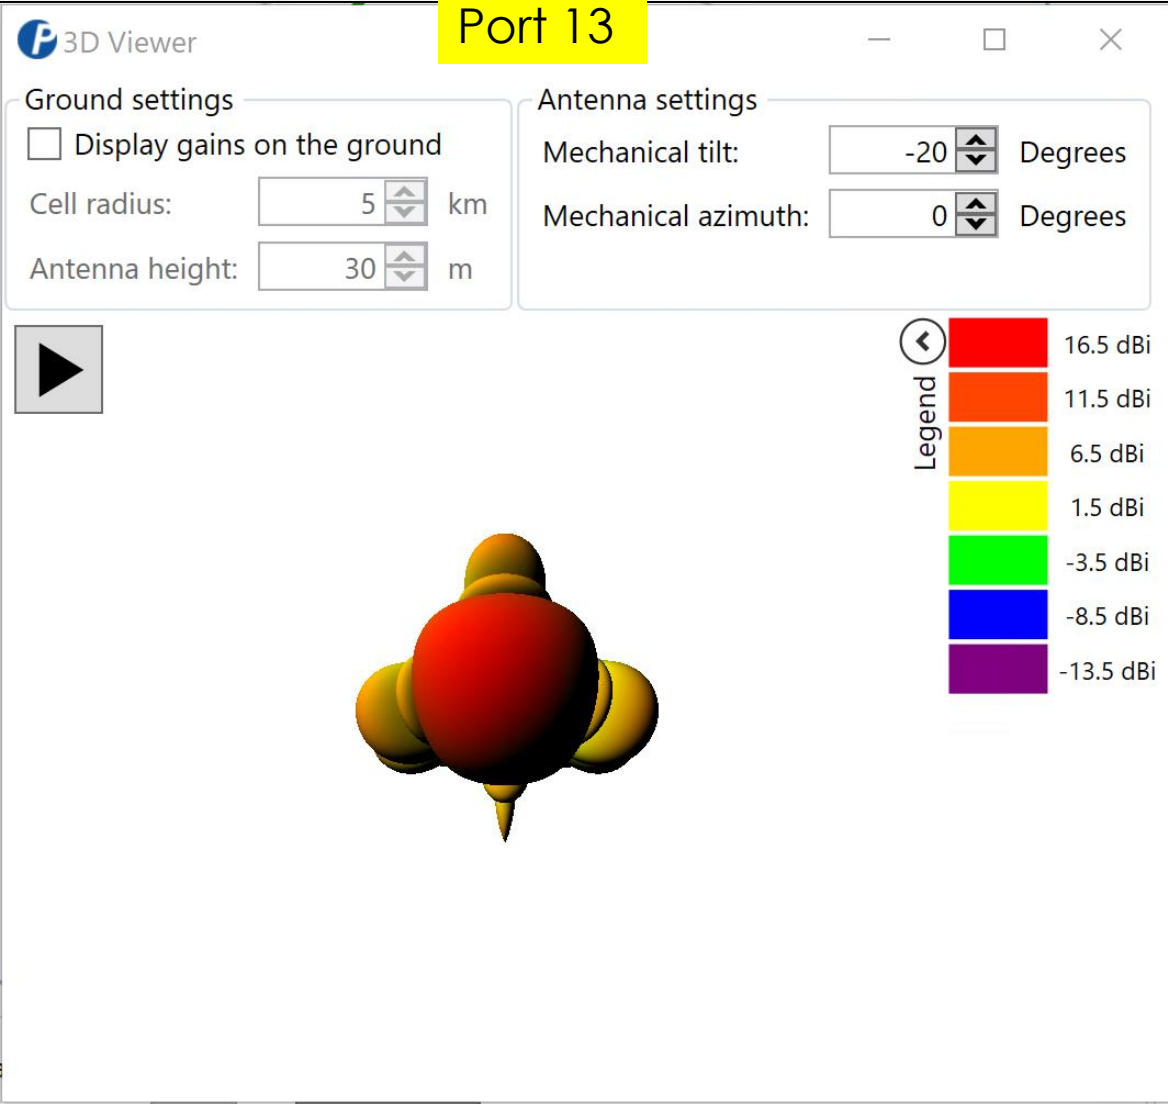 Port 13
3D Viewer
Ground settings
Display gains on the ground
Cell radius: 5 km
Antenna height: 30 m
Antenna settings
Mechanical tilt: -20 Degrees
Mechanical azimuth: 0 Degrees
Legend
16.5 dBi
11.5 dBi
6.5 dBi
1.5 dBi
-3.5 dBi
-8.5 dBi
-13.5 dBi